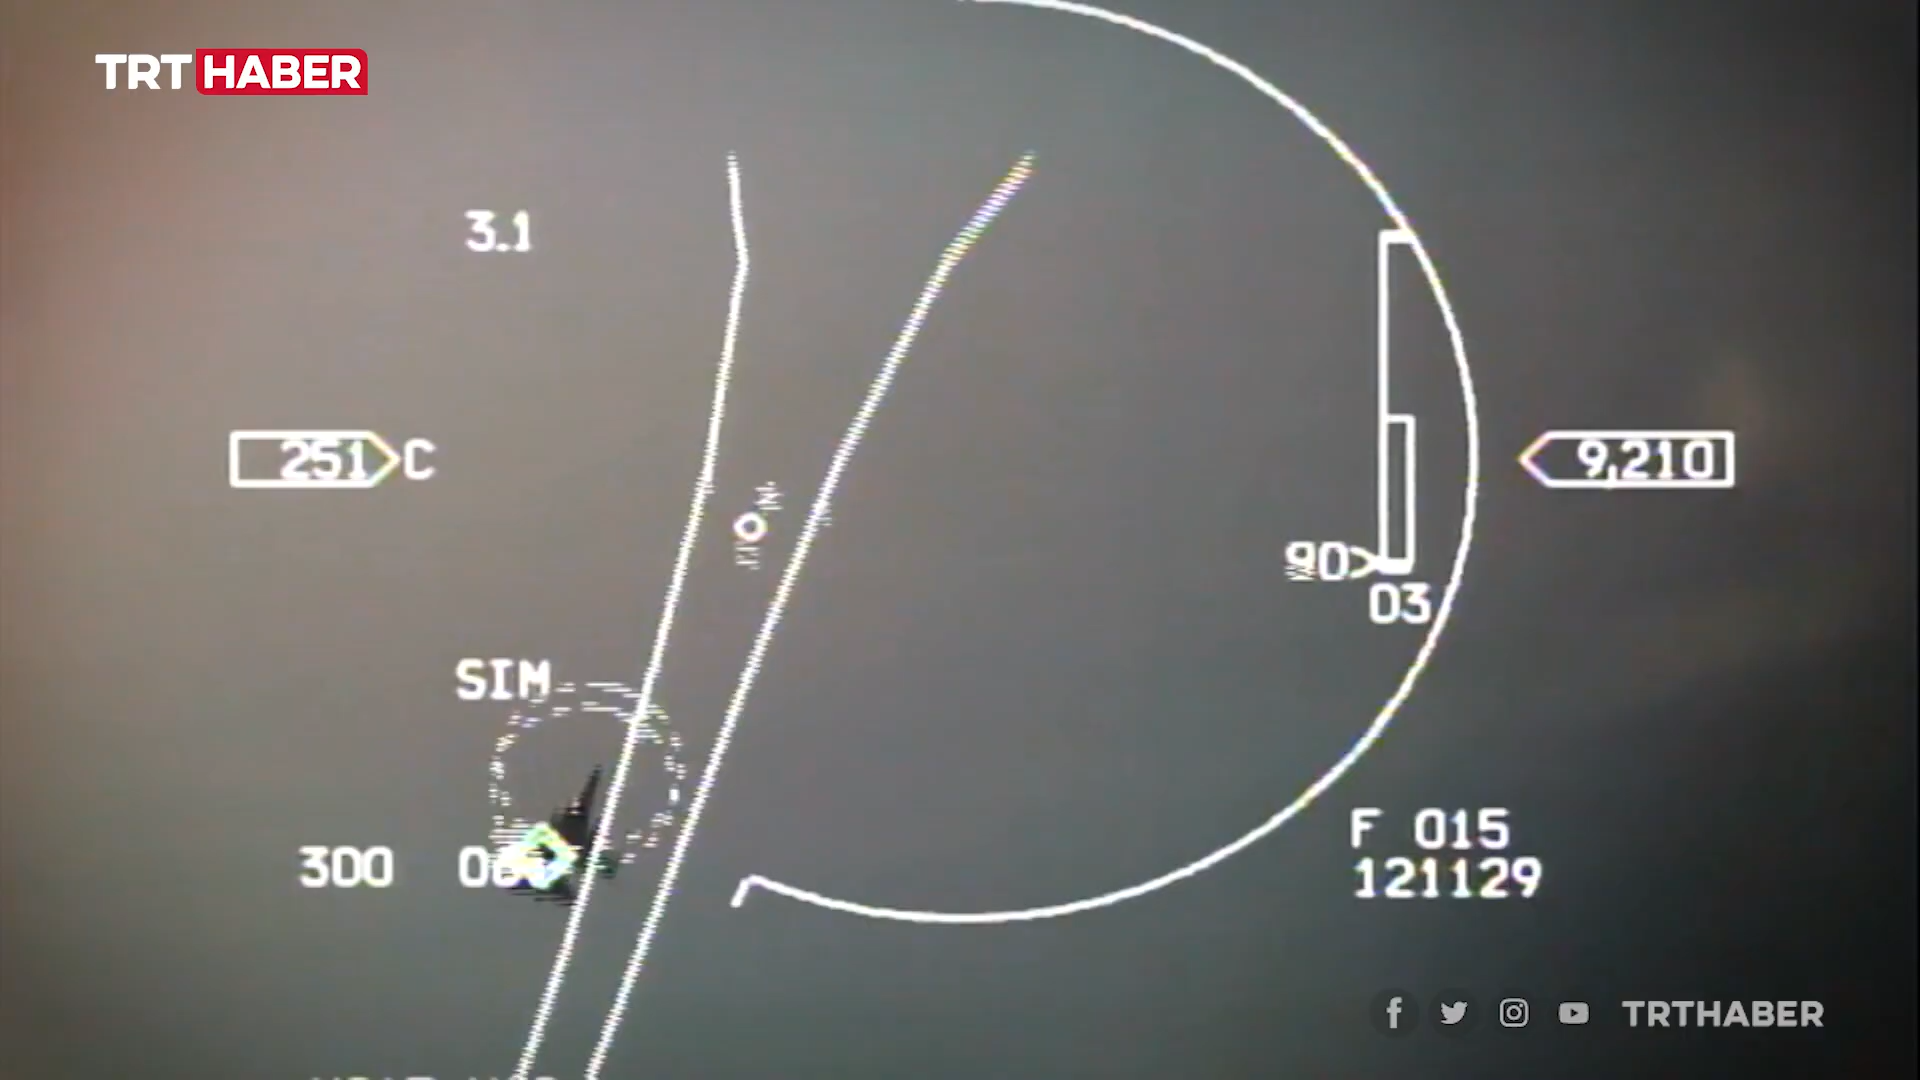 TRT HABER
3.1
251 C
9,210
90
03
SIM
300
F 015
121129
TRTHABER